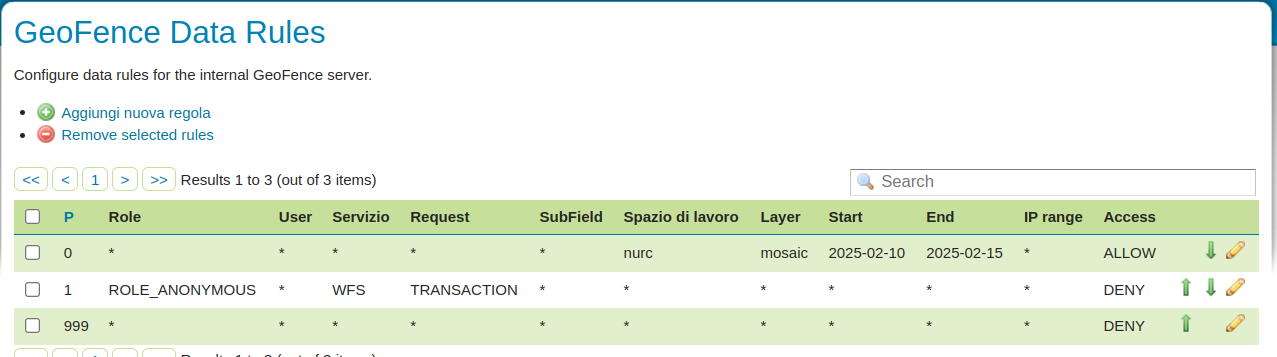 GeoFence Data Rules
Configure data rules for the internal GeoFence server.
Aggiungi nuova regola
Remove selected rules
<< < 1 > >> Results 1 to 3 (out of 3 items) Search
P Role User Servizio Request SubField Spazio di lavoro Layer Start End IP range Access
0 * * * * * nurc mosaic 2025-02-10 2025-02-15 * ALLOW
1 ROLE_ANONYMOUS * WFS TRANSACTION * * * * * * DENY
999 * * * * * * * * * * DENY